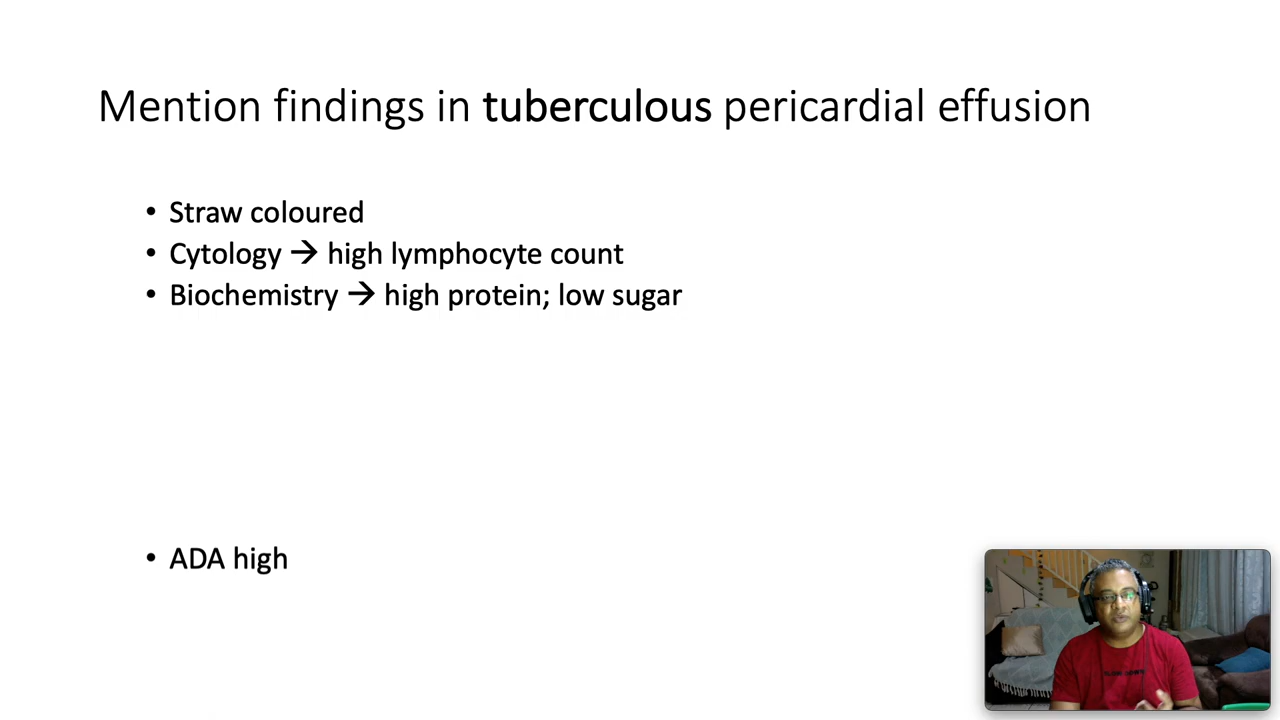 Mention findings in tuberculous pericardial effusion
• Straw coloured
• Cytology → high lymphocyte count
• Biochemistry → high protein; low sugar
• ADA high